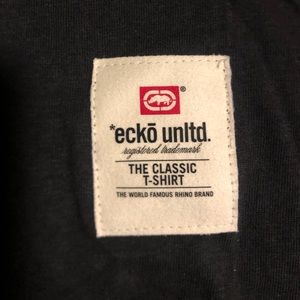 ®
*eckō unltd.
registered trademark
THE CLASSIC
T-SHIRT
THE WORLD FAMOUS RHINO BRAND